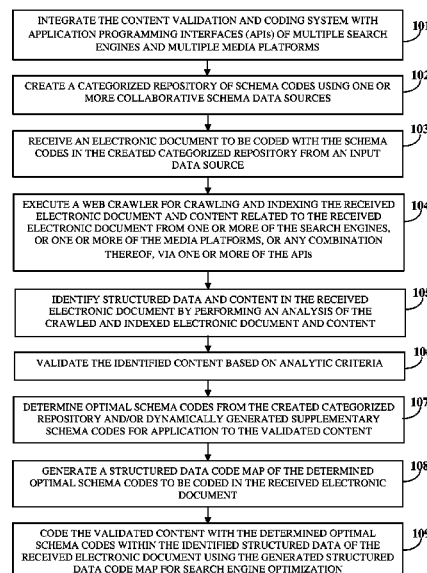 INTEGRATE THE CONTENT VALIDATION AND CODING SYSTEM WITH
APPLICATION PROGRAMMING INTERFACES (APIs) OF MULTIPLE SEARCH
ENGINES AND MULTIPLE MEDIA PLATFORMS
101
CREATE A CATEGORIZED REPOSITORY OF SCHEMA CODES USING ONE OR
MORE COLLABORATIVE SCHEMA DATA SOURCES
102
RECEIVE AN ELECTRONIC DOCUMENT TO BE CODED WITH THE SCHEMA
CODES IN THE CREATED CATEGORIZED REPOSITORY FROM AN INPUT
DATA SOURCE
103
EXECUTE A WEB CRAWLER FOR CRAWLING AND INDEXING THE RECEIVED
ELECTRONIC DOCUMENT AND CONTENT RELATED TO THE RECEIVED
ELECTRONIC DOCUMENT FROM ONE OR MORE OF THE SEARCH ENGINES,
OR ONE OR MORE OF THE MEDIA PLATFORMS, OR ANY COMBINATION
THEREOF, VIA ONE OR MORE OF THE APIs
104
IDENTIFY STRUCTURED DATA AND CONTENT IN THE RECEIVED
ELECTRONIC DOCUMENT BY PERFORMING AN ANALYSIS OF THE
CRAWLED AND INDEXED ELECTRONIC DOCUMENT AND CONTENT
105
VALIDATE THE IDENTIFIED CONTENT BASED ON ANALYTIC CRITERIA
106
DETERMINE OPTIMAL SCHEMA CODES FROM THE CREATED CATEGORIZED
REPOSITORY AND/OR DYNAMICALLY GENERATED SUPPLEMENTARY
SCHEMA CODES FOR APPLICATION TO THE VALIDATED CONTENT
107
GENERATE A STRUCTURED DATA CODE MAP OF THE DETERMINED
OPTIMAL SCHEMA CODES TO BE CODED IN THE RECEIVED ELECTRONIC
DOCUMENT
108
CODE THE VALIDATED CONTENT WITH THE DETERMINED OPTIMAL
SCHEMA CODES WITHIN THE IDENTIFIED STRUCTURED DATA OF THE
RECEIVED ELECTRONIC DOCUMENT USING THE GENERATED STRUCTURED
DATA CODE MAP FOR SEARCH ENGINE OPTIMIZATION
109